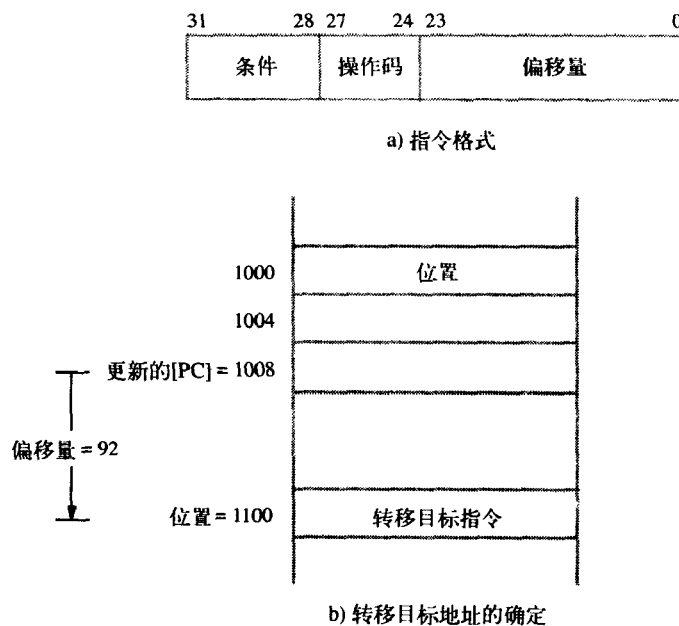 31 28 27 24 23 0
条件 操作码 偏移量
a) 指令格式
1000 位置
1004
更新的[PC] = 1008
偏移量 = 92
位置 = 1100 转移目标指令
b) 转移目标地址的确定